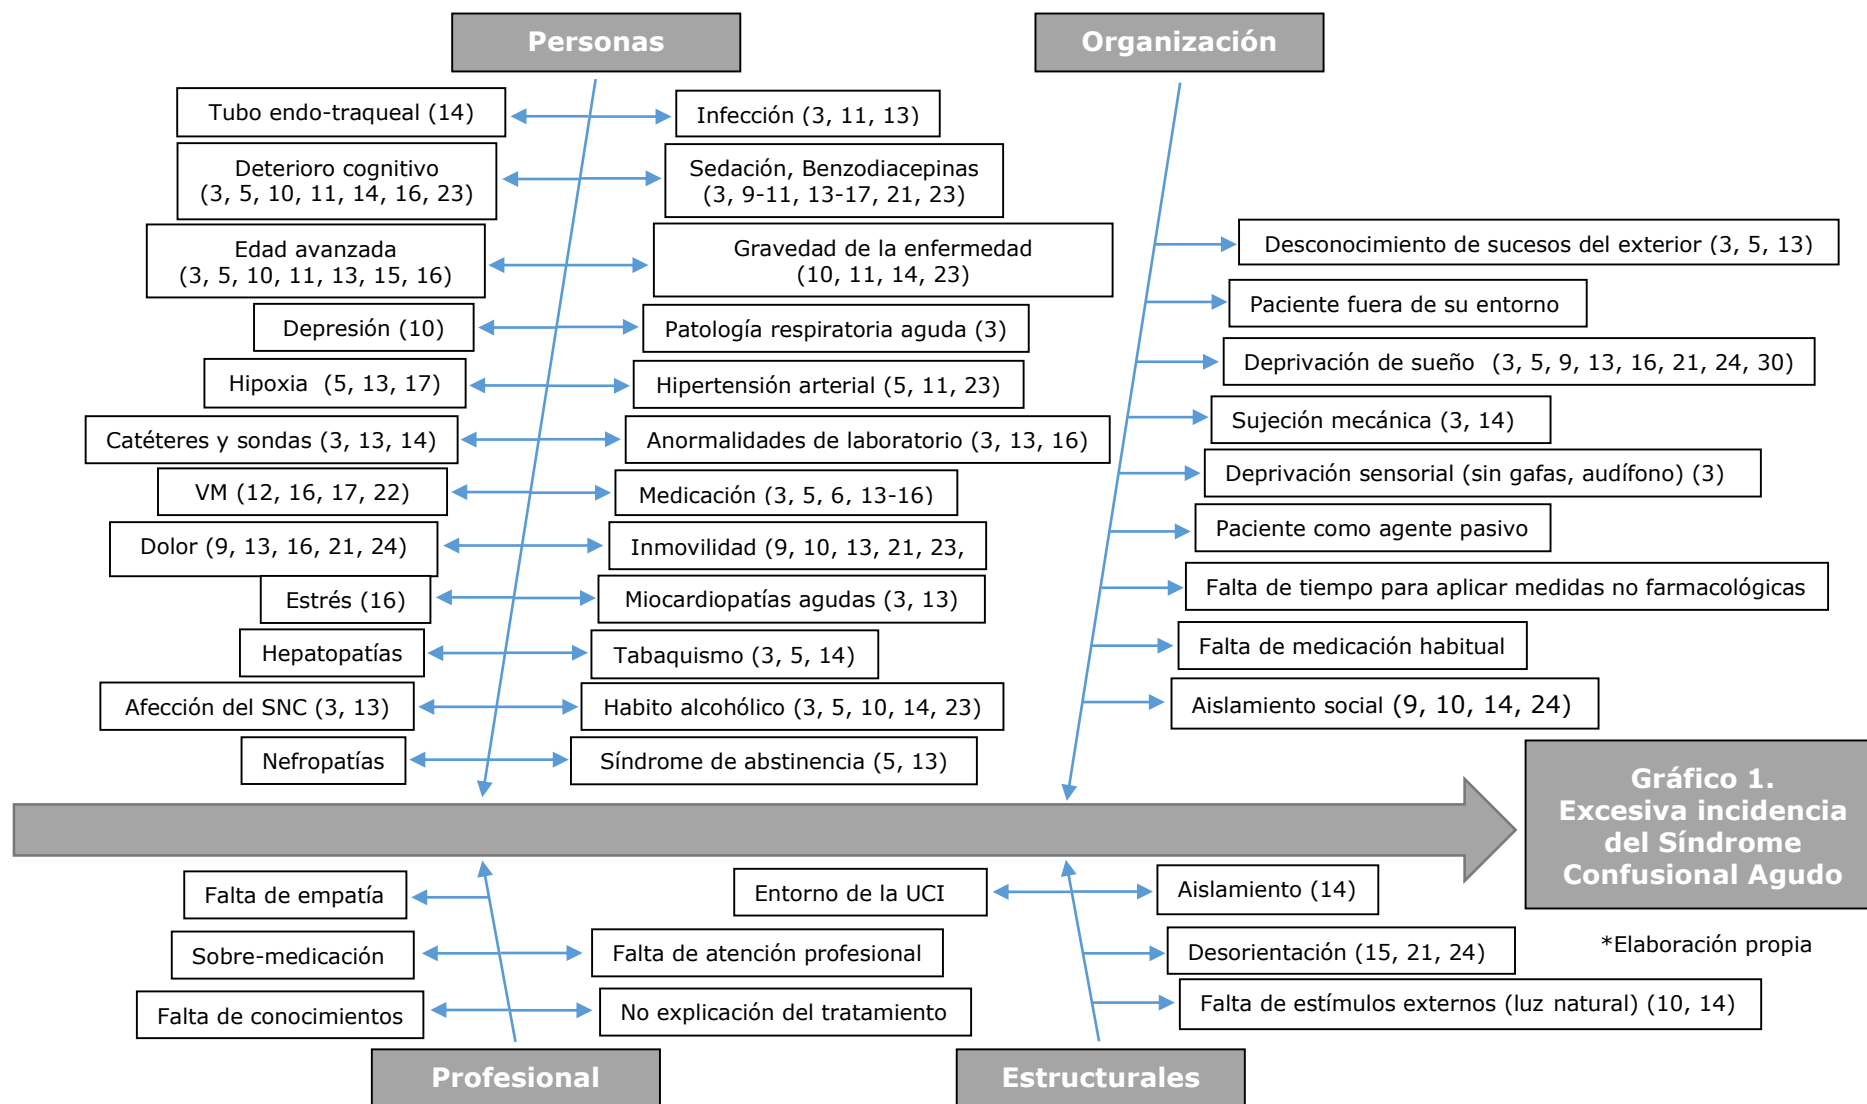 Personas
Organización
Tubo endo-traqueal (14)
Infección (3, 11, 13)
Deterioro cognitivo
(3, 5, 10, 11, 14, 16, 23)
Sedación, Benzodiacepinas
(3, 9-11, 13-17, 21, 23)
Edad avanzada
(3, 5, 10, 11, 13, 15, 16)
Gravedad de la enfermedad
(10, 11, 14, 23)
Depresión (10)
Patología respiratoria aguda (3)
Hipoxia (5, 13, 17)
Hipertensión arterial (5, 11, 23)
Catéteres y sondas (3, 13, 14)
Anormalidades de laboratorio (3, 13, 16)
VM (12, 16, 17, 22)
Medicación (3, 5, 6, 13-16)
Dolor (9, 13, 16, 21, 24)
Inmovilidad (9, 10, 13, 21, 23,
Estrés (16)
Miocardiopatías agudas (3, 13)
Hepatopatías
Tabaquismo (3, 5, 14)
Afección del SNC (3, 13)
Habito alcohólico (3, 5, 10, 14, 23)
Nefropatías
Síndrome de abstinencia (5, 13)
Desconocimiento de sucesos del exterior (3, 5, 13)
Paciente fuera de su entorno
Deprivación de sueño (3, 5, 9, 13, 16, 21, 24, 30)
Sujeción mecánica (3, 14)
Deprivación sensorial (sin gafas, audífono) (3)
Paciente como agente pasivo
Falta de tiempo para aplicar medidas no farmacológicas
Falta de medicación habitual
Aislamiento social (9, 10, 14, 24)
Gráfico 1.
Excesiva incidencia
del Síndrome
Confusional Agudo
Falta de empatía
Sobre-medicación
Falta de atención profesional
Falta de conocimientos
No explicación del tratamiento
Entorno de la UCI
Aislamiento (14)
Desorientación (15, 21, 24)
Falta de estímulos externos (luz natural) (10, 14)
*Elaboración propia
Profesional
Estructurales